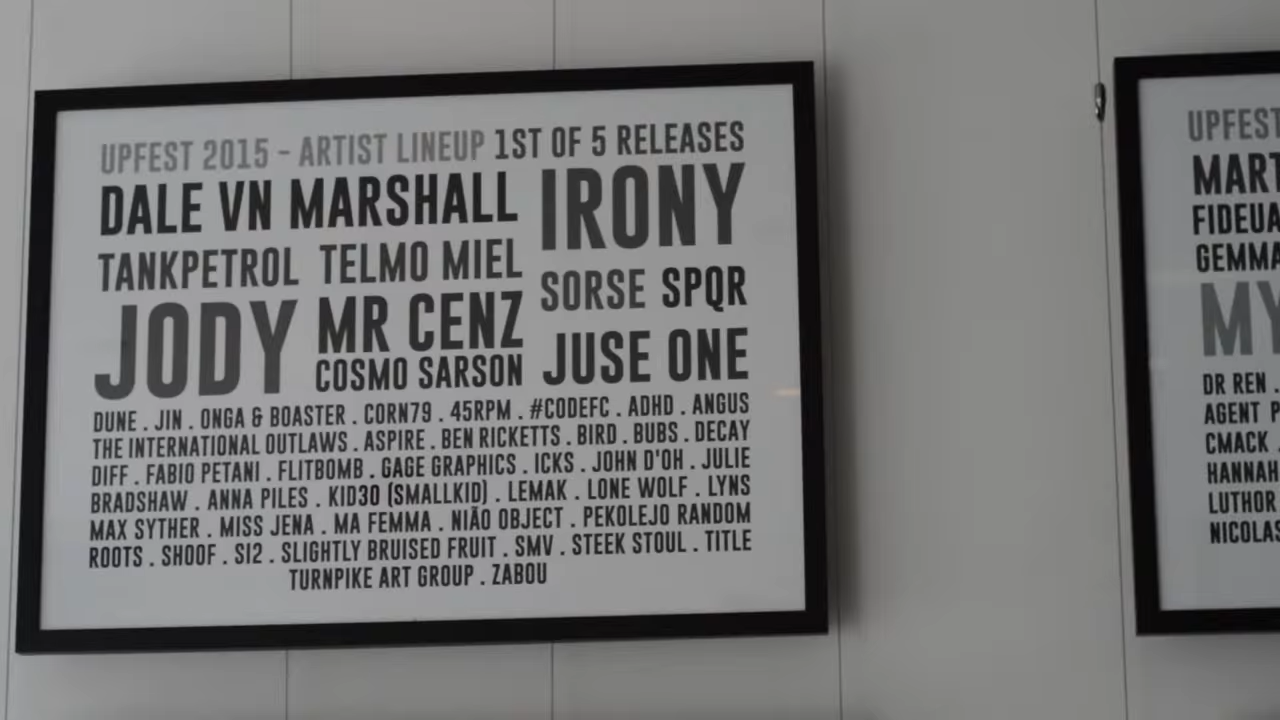 UPFEST 2015 - ARTIST LINEUP 1ST OF 5 RELEASES
DALE VN MARSHALL
IRONY
TANKPETROL TELMO MIEL
SORSE SPQR
JODY
MR CENZ
COSMO SARSON
JUSE ONE
DUNE . JIN . ONGA & BOASTER . CORN79 . 45RPM . #CODEFC . ADHD . ANGUS
THE INTERNATIONAL OUTLAWS . ASPIRE . BEN RICKETTS . BIRD . BUBS . DECAY
DIFF . FABIO PETANI . FLITBOMB . GAGE GRAPHICS . ICKS . JOHN D'OH . JULIE
BRADSHAW . ANNA PILES . KID30 (SMALLKID) . LEMAK . LONE WOLF . LYNS
MAX SYTHER . MISS JENA . MA FEMMA . NIÃO OBJECT . PEKOLEJO RANDOM
ROOTS . SHOOF . SI2 . SLIGHTLY BRUISED FRUIT . SMV . STEEK STOUL . TITLE
TURNPIKE ART GROUP . ZABOU
UPFEST
MART
FIDEUA
GEMMA
MY
DR REN .
AGENT P
CMACK .
HANNAH
LUTHOR
NICOLAS